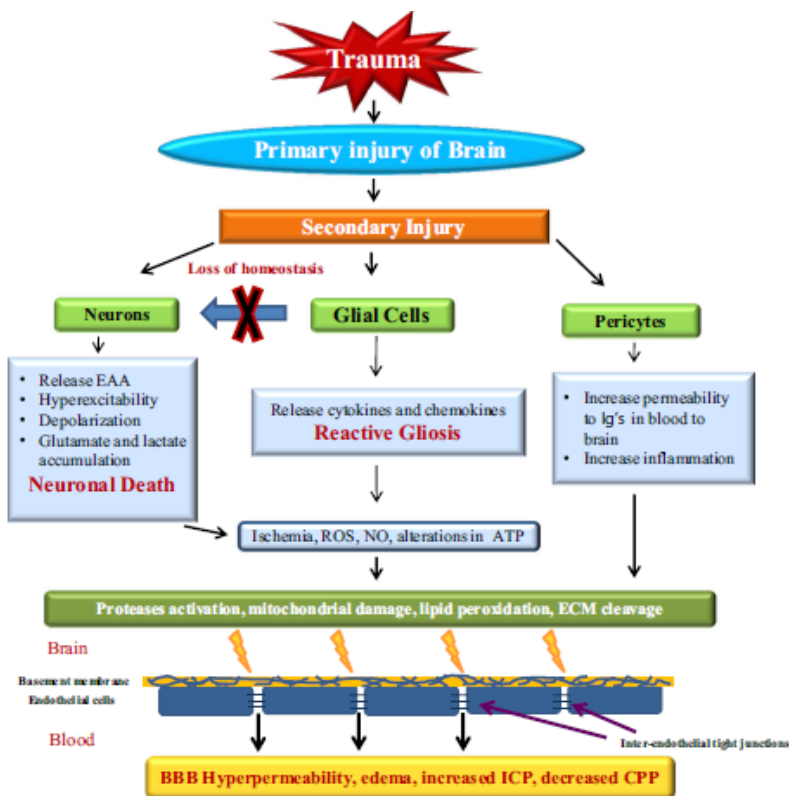 Trauma
Primary injury of Brain
Secondary Injury
Loss of homeostasis
Neurons
Glial Cells
Pericytes
• Release EAA
• Hyperexcitability
• Depolarization
• Glutamate and lactate
accumulation
Neuronal Death
Release cytokines and chemokines
Reactive Gliosis
• Increase permeability
to Ig's in blood to
brain
• Increase inflammation
Ischemia, ROS, NO, alterations in ATP
Proteases activation, mitochondrial damage, lipid peroxidation, ECM cleavage
Brain
Basement membrane
Endothelial cells
Blood
Inter-endothelial tight junctions
BBB Hyperpermeability, edema, increased ICP, decreased CPP